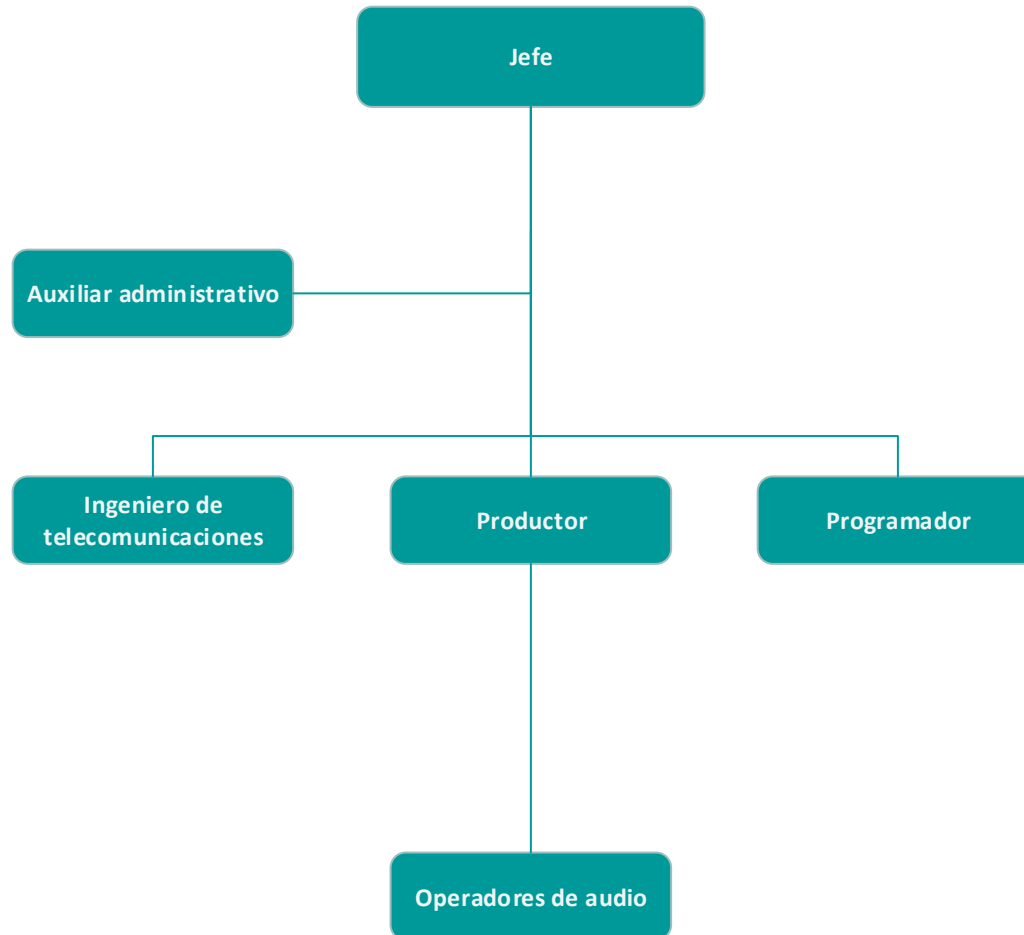 Jefe
Auxiliar administrativo
Ingeniero de
telecomunicaciones
Productor
Programador
Operadores de audio